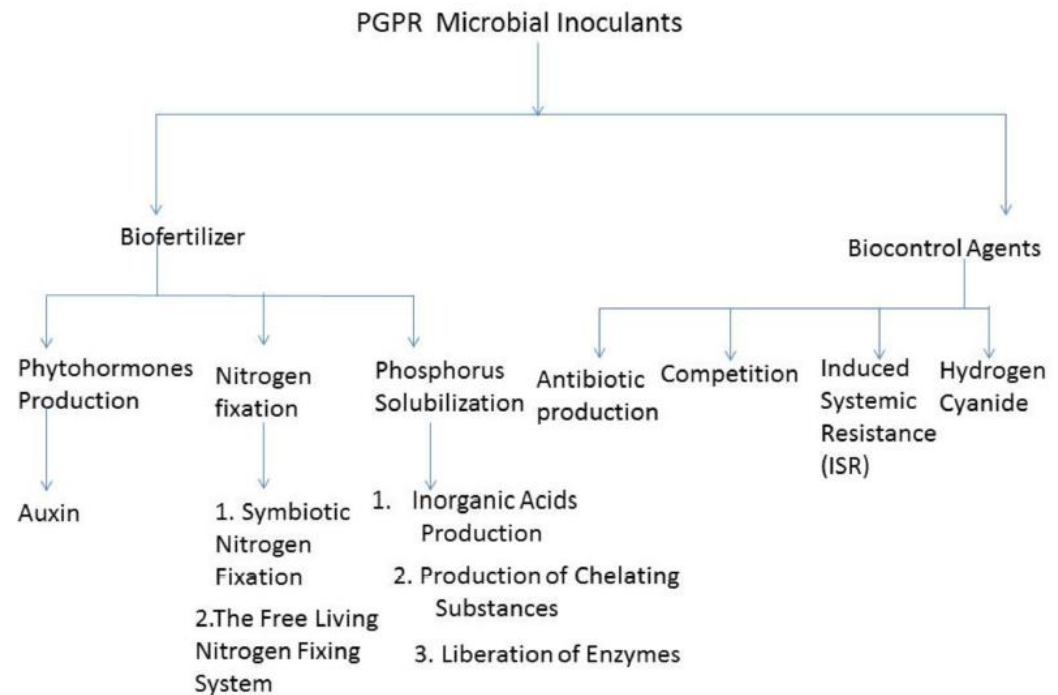 PGPR Microbial Inoculants
Biofertilizer
Biocontrol Agents
Phytohormones
Production
Nitrogen
fixation
Phosphorus
Solubilization
Antibiotic
production
Competition
Induced
Systemic
Resistance
(ISR)
Hydrogen
Cyanide
Auxin
1. Symbiotic
Nitrogen
Fixation
2.The Free Living
Nitrogen Fixing
System
1. Inorganic Acids
Production
2. Production of Chelating
Substances
3. Liberation of Enzymes